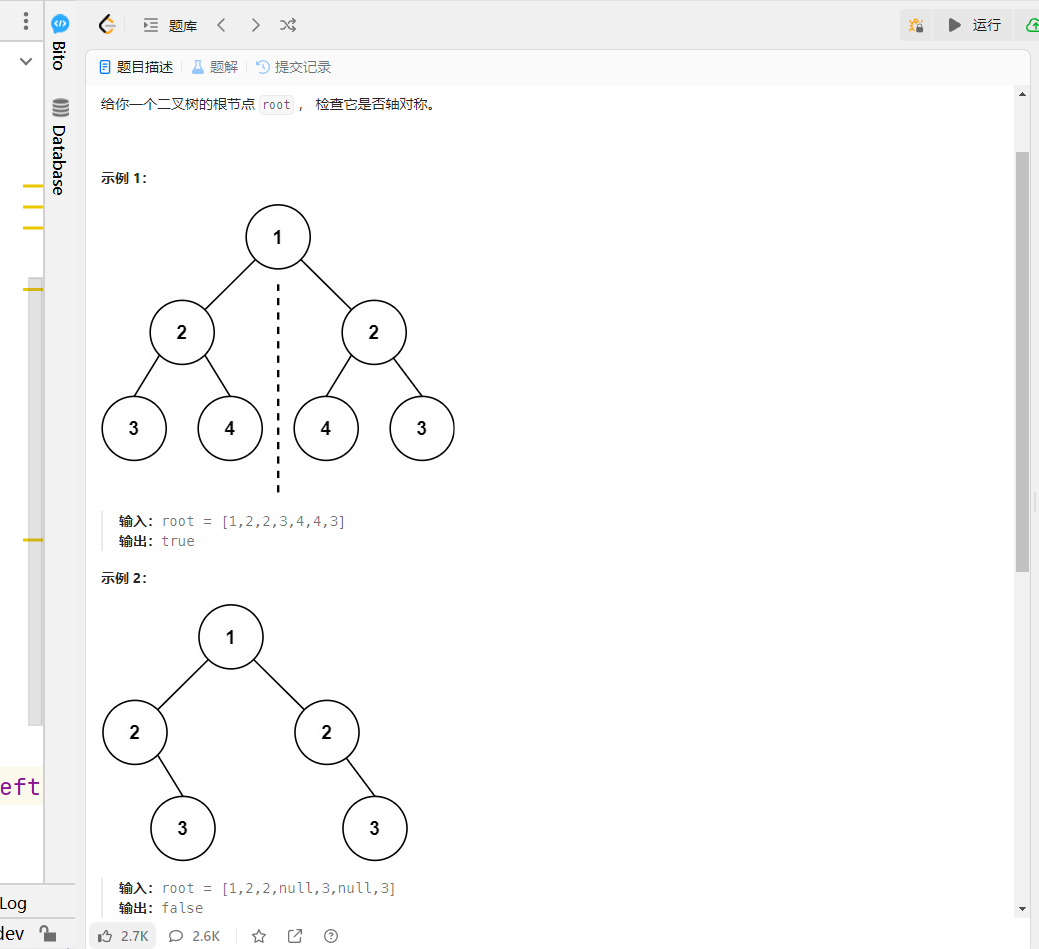 题库
运行
Bito
Database
题目描述
题解
提交记录
给你一个二叉树的根节点 root ， 检查它是否轴对称。
示例 1：
1
2 2
3 4 4 3
输入：root = [1,2,2,3,4,4,3]
输出：true
示例 2：
1
2 2
3 3
输入：root = [1,2,2,null,3,null,3]
输出：false
eft
Log
dev
2.7K
2.6K